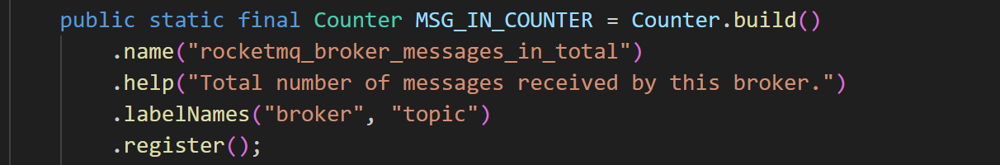 public static final Counter MSG_IN_COUNTER = Counter.build()
.name("rocketmq_broker_messages_in_total")
.help("Total number of messages received by this broker.")
.labelNames("broker", "topic")
.register();